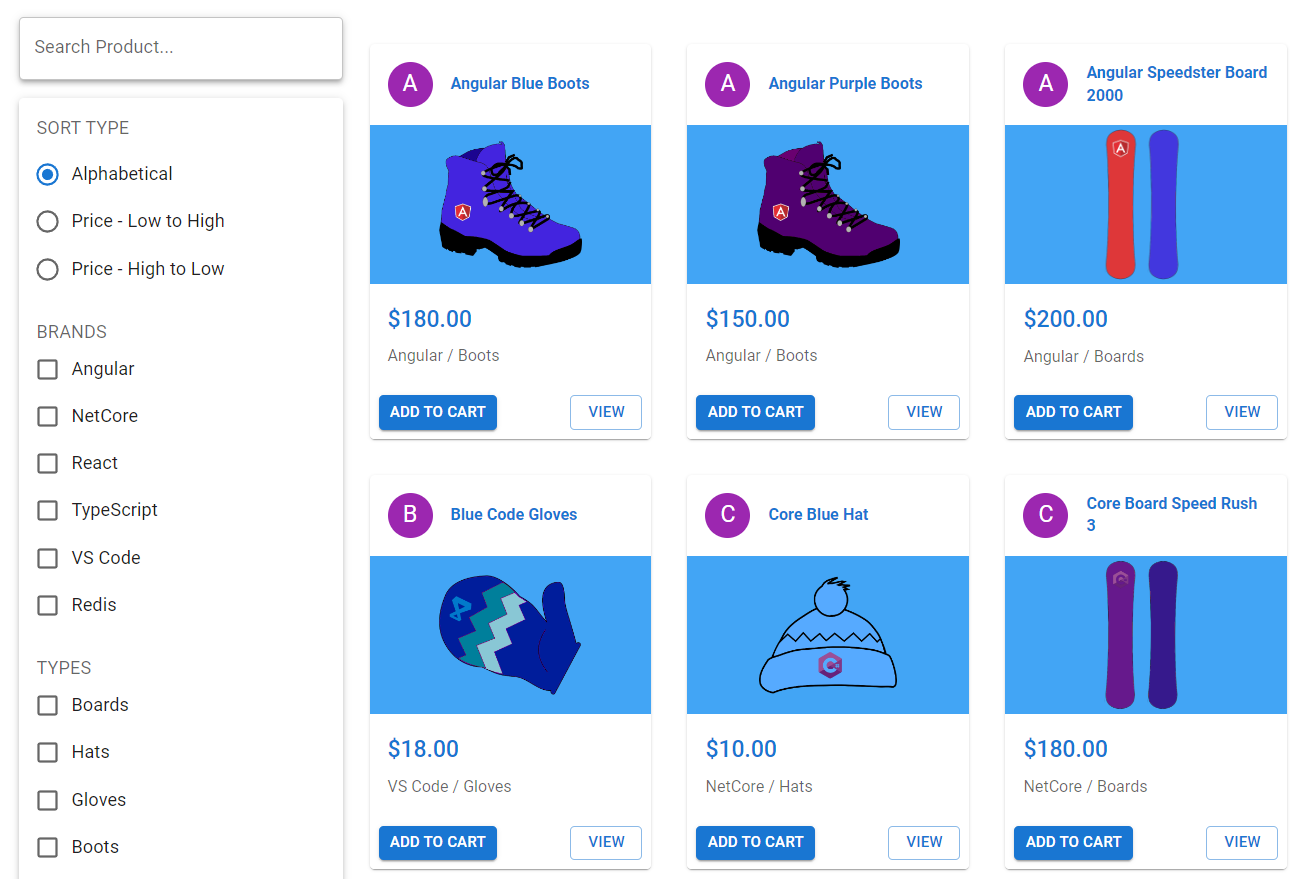 Search Product...
SORT TYPE
Alphabetical
Price - Low to High
Price - High to Low
BRANDS
Angular
NetCore
React
TypeScript
VS Code
Redis
TYPES
Boards
Hats
Gloves
Boots
A
Angular Blue Boots
A
$180.00
Angular / Boots
ADD TO CART
VIEW
A
Angular Purple Boots
A
$150.00
Angular / Boots
ADD TO CART
VIEW
A
Angular Speedster Board
2000
A
$200.00
Angular / Boards
ADD TO CART
VIEW
B
Blue Code Gloves
$18.00
VS Code / Gloves
ADD TO CART
VIEW
C
Core Blue Hat
C
$10.00
NetCore / Hats
ADD TO CART
VIEW
C
Core Board Speed Rush
3
$180.00
NetCore / Boards
ADD TO CART
VIEW